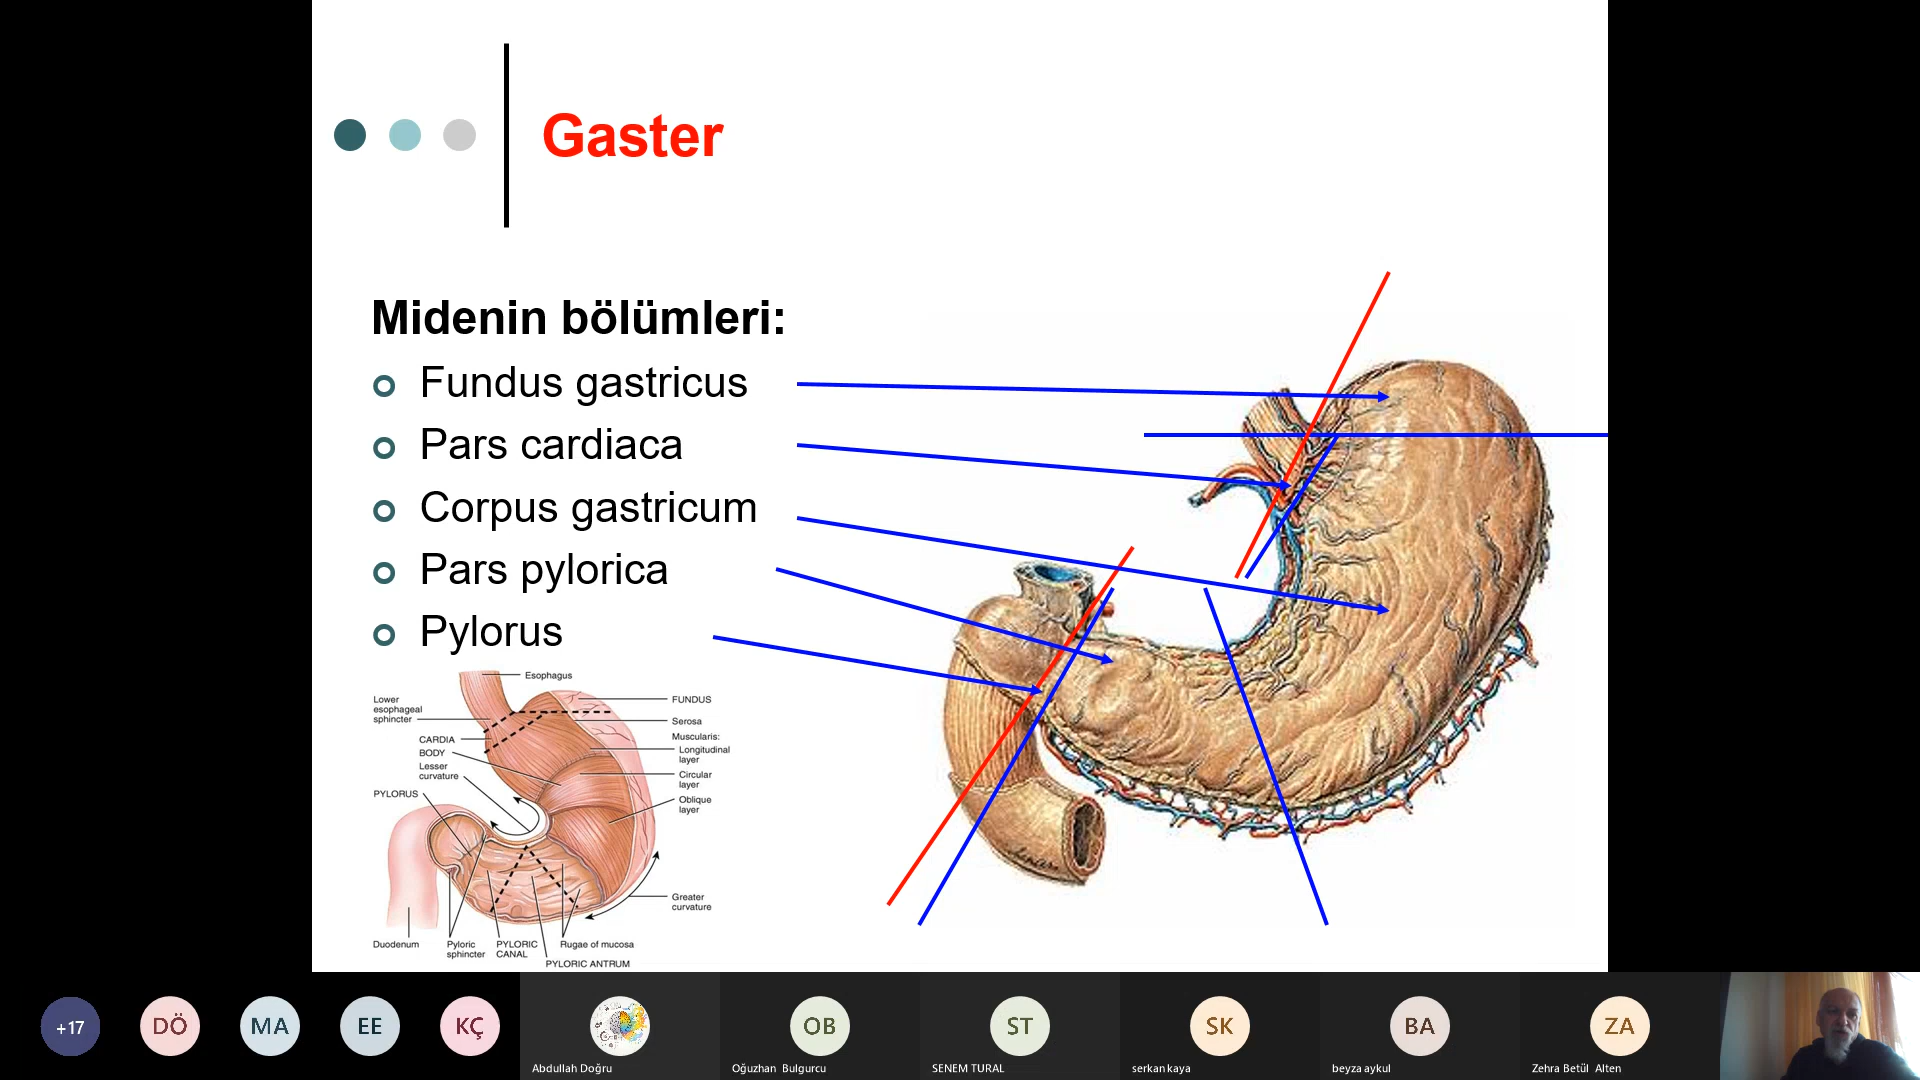 Gaster
Midenin bölümleri:
Fundus gastricus
Pars cardiaca
Corpus gastricum
Pars pylorica
Pylorus
Esophagus
Lower
esophageal
sphincter
FUNDUS
Serosa
Muscularis:
Longitudinal
layer
CARDIA
BODY
Lesser
curvature
Circular
layer
PYLORUS
Oblique
layer
Greater
curvature
Duodenum
Pyloric
sphincter
PYLORIC
CANAL
Rugae of mucosa
PYLORIC ANTRUM
+17
DÖ
MA
EE
KÇ
OB
ST
SK
BA
ZA
Abdullah Doğru
Oğuzhan Bulgurcu
SENEM TURAL
serkan kaya
beyza aykul
Zehra Betül Alten